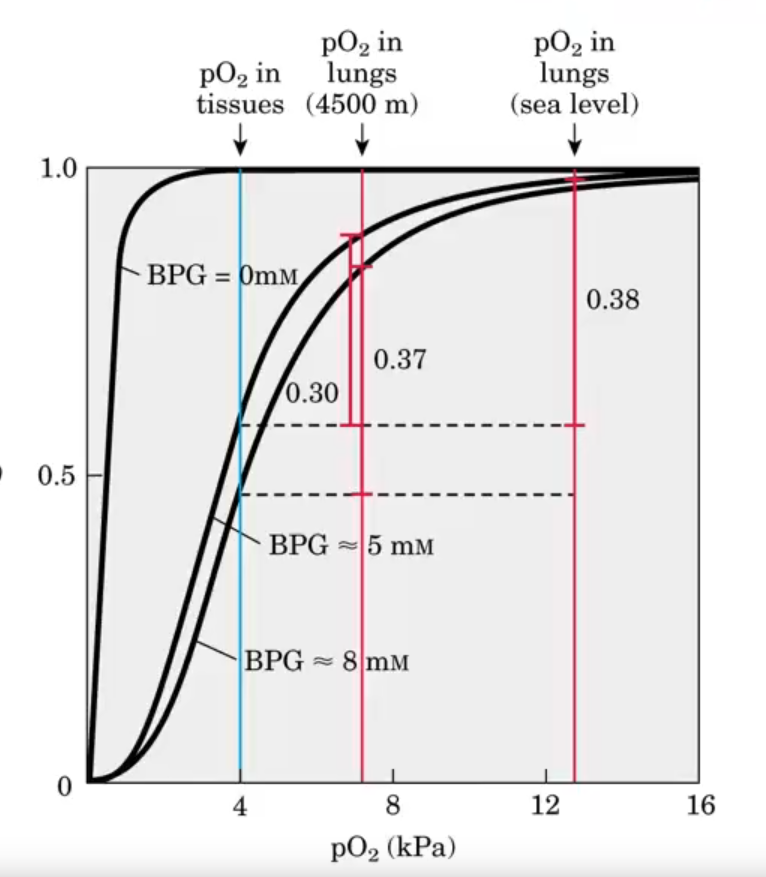 pO₂ in
tissues
pO₂ in
lungs
(4500 m)
pO₂ in
lungs
(sea level)
1.0
BPG = 0mM
0.38
0.37
0.30
0.5
BPG ≈ 5 mM
BPG ≈ 8 mM
0
4
8
12
16
pO₂ (kPa)